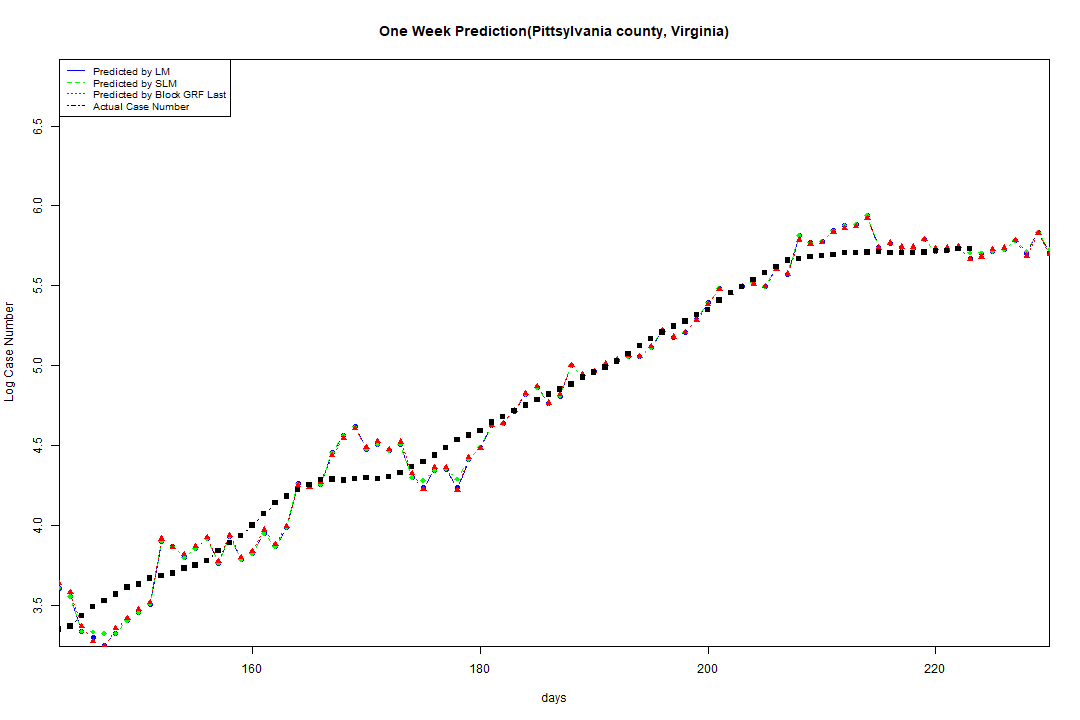 One Week Prediction(Pittsylvania county, Virginia)
Predicted by LM
Predicted by SLM
Predicted by Block GRF Last
Actual Case Number
6.5
6.0
5.5
5.0
4.5
4.0
3.5
Log Case Number
160 180 200 220
days